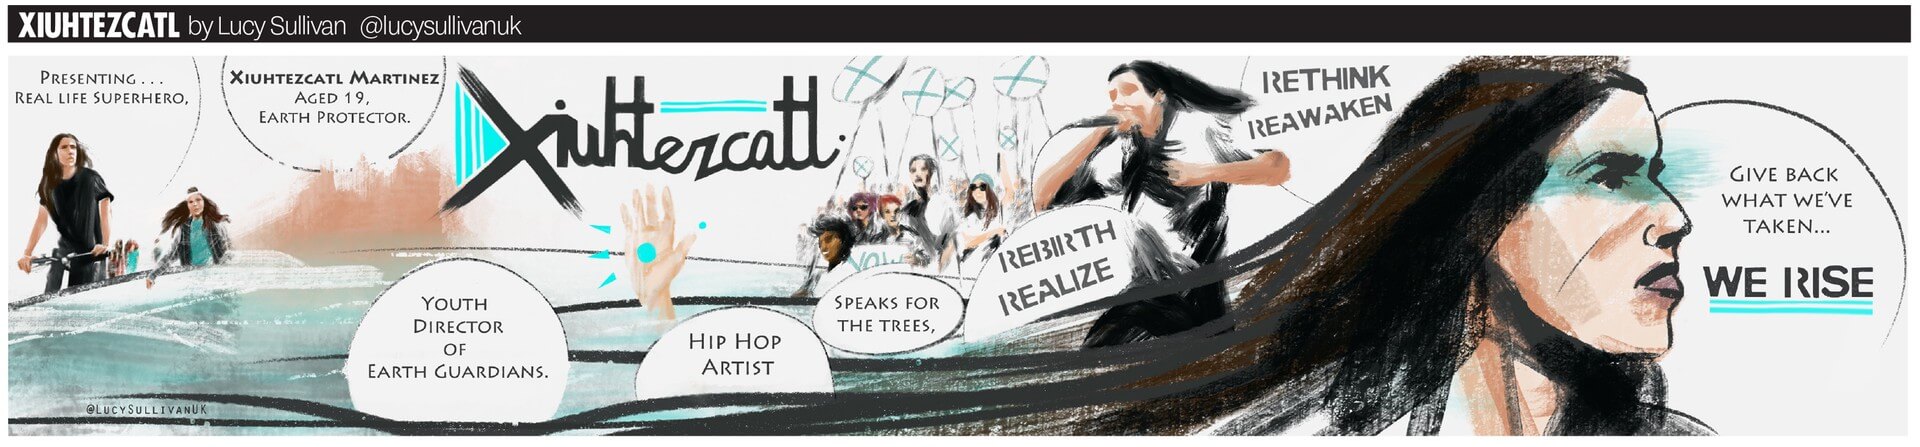 XIUHTEZCATL by Lucy Sullivan @lucysullivanuk
PRESENTING . . .
REAL LIFE SUPERHERO,
XIUHTEZCATL MARTINEZ
AGED 19,
EARTH PROTECTOR.
Xiuhtezcatl.
YOUTH
DIRECTOR
OF
EARTH GUARDIANS.
HIP HOP
ARTIST
SPEAKS FOR
THE TREES,
NOW
REBIRTH
REALIZE
RETHINK
REAWAKEN
GIVE BACK
WHAT WE'VE
TAKEN...
WE RISE
@LUCYSULLIVANUK